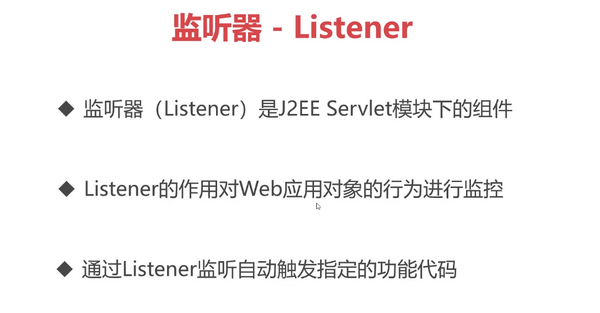 监听器 - Listener
◆ 监听器（Listener）是J2EE Servlet模块下的组件
◆ Listener的作用对Web应用对象的行为进行监控
◆ 通过Listener监听自动触发指定的功能代码